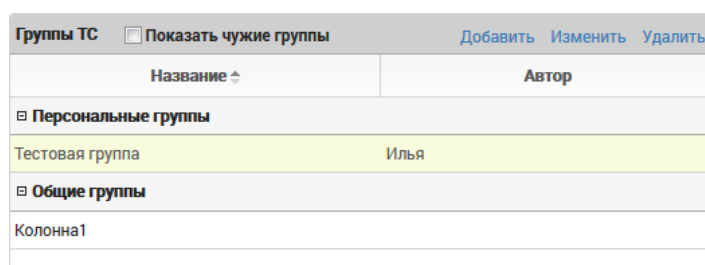 Группы ТС Показать чужие группы Добавить Изменить Удалить
Название Автор
Персональные группы
Тестовая группа Илья
Общие группы
Колонна1